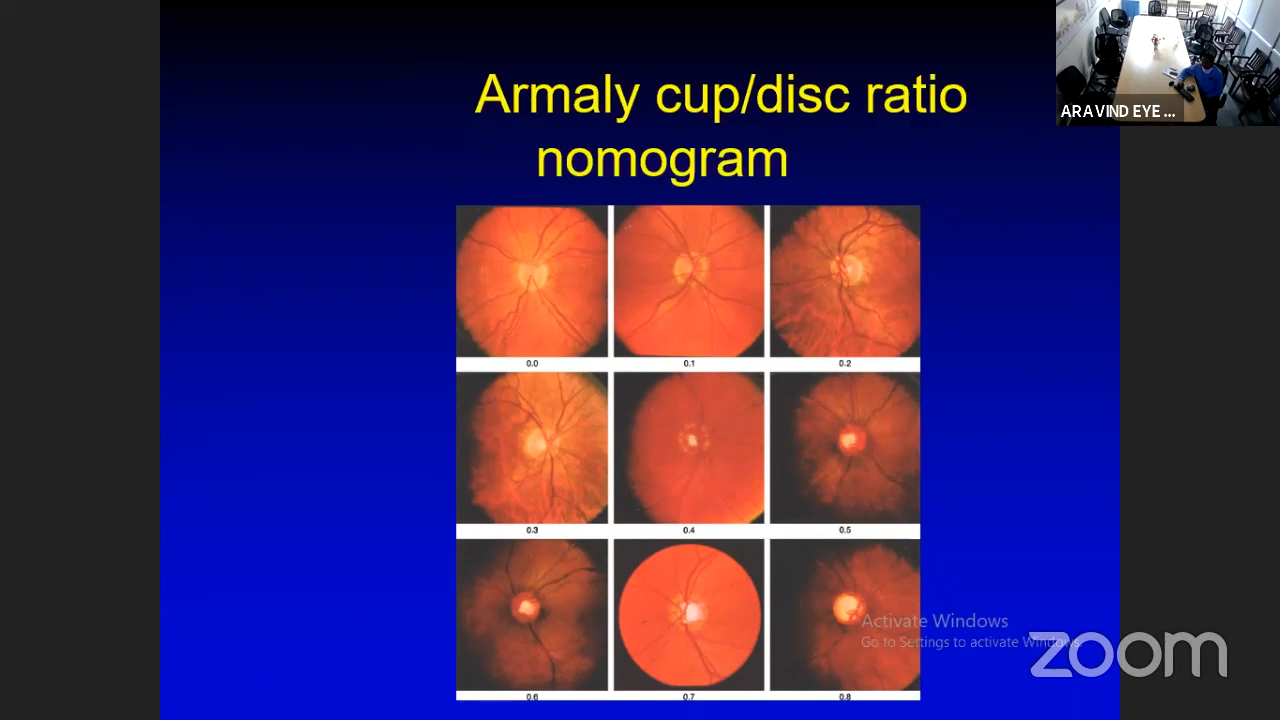 Armaly cup/disc ratio
nomogram
ARAVIND EYE ...
0.0
0.1
0.2
0.3
0.4
0.5
0.6
0.7
0.8
Activate Windows
Go to Settings to activate Windows.
zoom